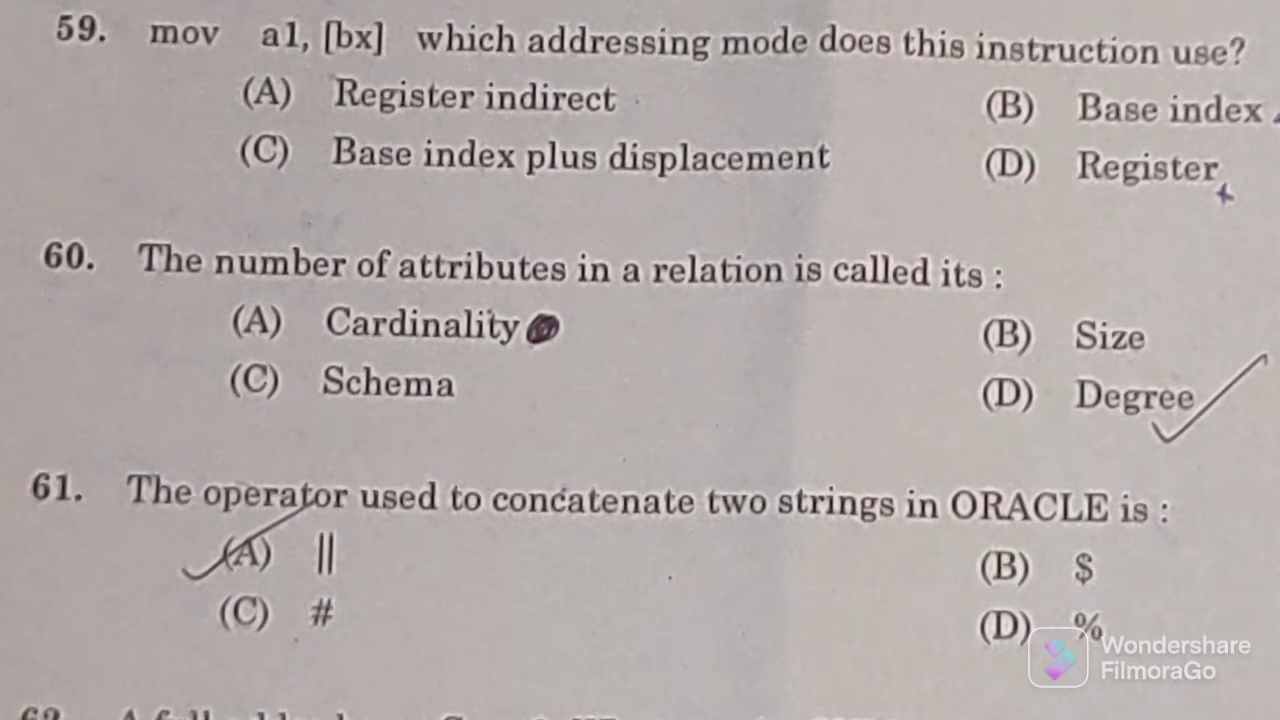 59. mov a1, [bx] which addressing mode does this instruction use?
(A) Register indirect (B) Base index
(C) Base index plus displacement (D) Register
60. The number of attributes in a relation is called its :
(A) Cardinality (B) Size
(C) Schema (D) Degree
61. The operator used to concatenate two strings in ORACLE is :
(A) || (B) $
(C) # (D) %
Wondershare
FilmoraGo